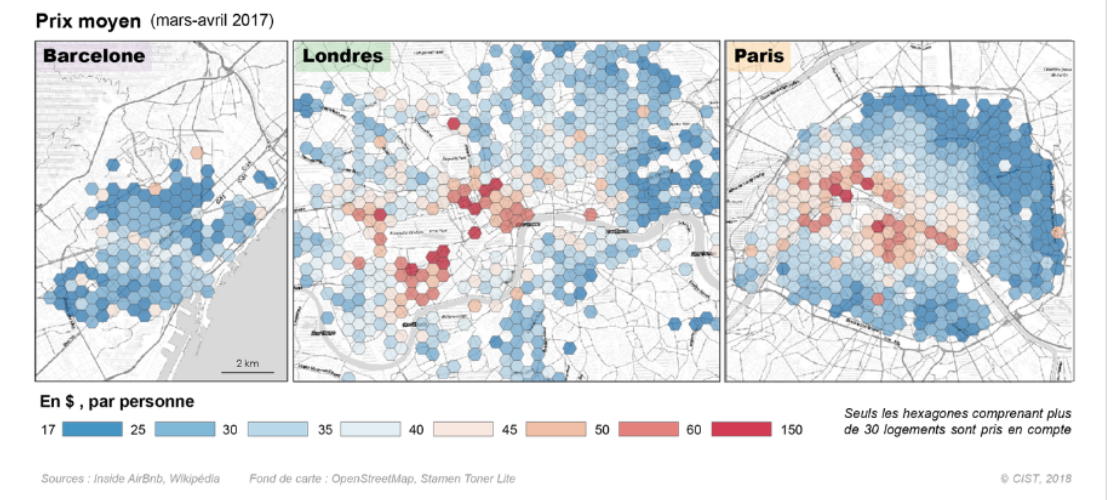 Prix moyen (mars-avril 2017)
Barcelone
Londres
Paris
2 km
En $ , par personne
17 25 30 35 40 45 50 60 150
Seuls les hexagones comprenant plus
de 30 logements sont pris en compte
Sources : Inside AirBnb, Wikipédia Fond de carte : OpenStreetMap, Stamen Toner Lite
© CIST, 2018